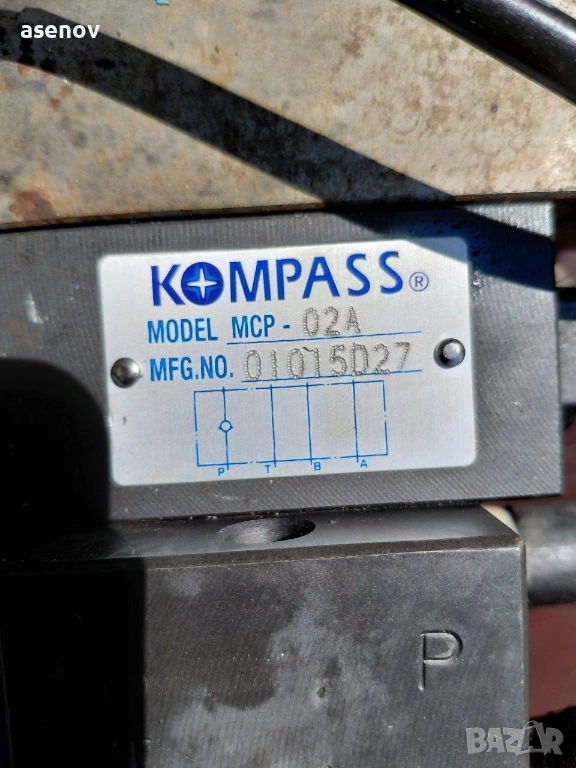 asenov
KOMPASS®
MODEL MCP - 02A
MFG.NO. 01015D27
P T B A
P
BAZAR